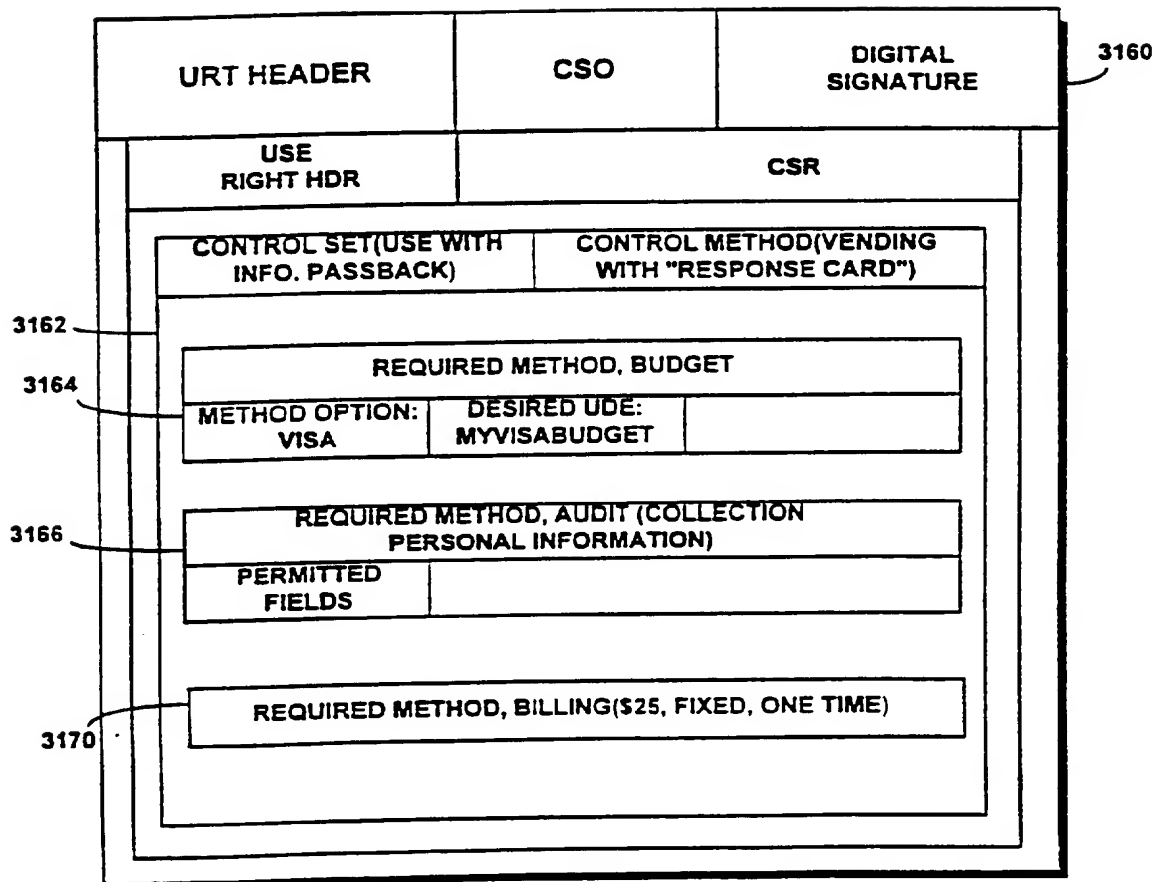 URT HEADER
CSO
DIGITAL
SIGNATURE
3160
USE
RIGHT HDR
CSR
CONTROL SET(USE WITH
INFO. PASSBACK)
CONTROL METHOD(VENDING
WITH "RESPONSE CARD")
3162
REQUIRED METHOD, BUDGET
3164
METHOD OPTION:
VISA
DESIRED UDE:
MYVISABUDGET
REQUIRED METHOD, AUDIT (COLLECTION
PERSONAL INFORMATION)
3166
PERMITTED
FIELDS
REQUIRED METHOD, BILLING($25, FIXED, ONE TIME)
3170